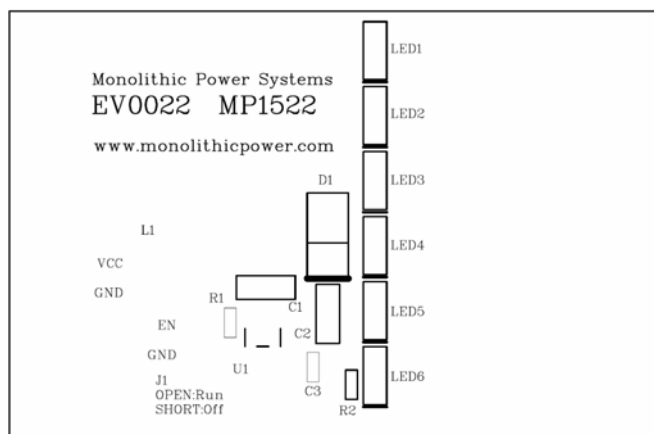 LED1
Monolithic Power Systems
EV0022 MP1522
LED2
www.monolithicpower.com
D1
LED3
L1
LED4
VCC
GND
R1
C1
LED5
EN
C2
GND
U1
J1
OPEN:Run
SHORT:Off
C3
R2
LED6